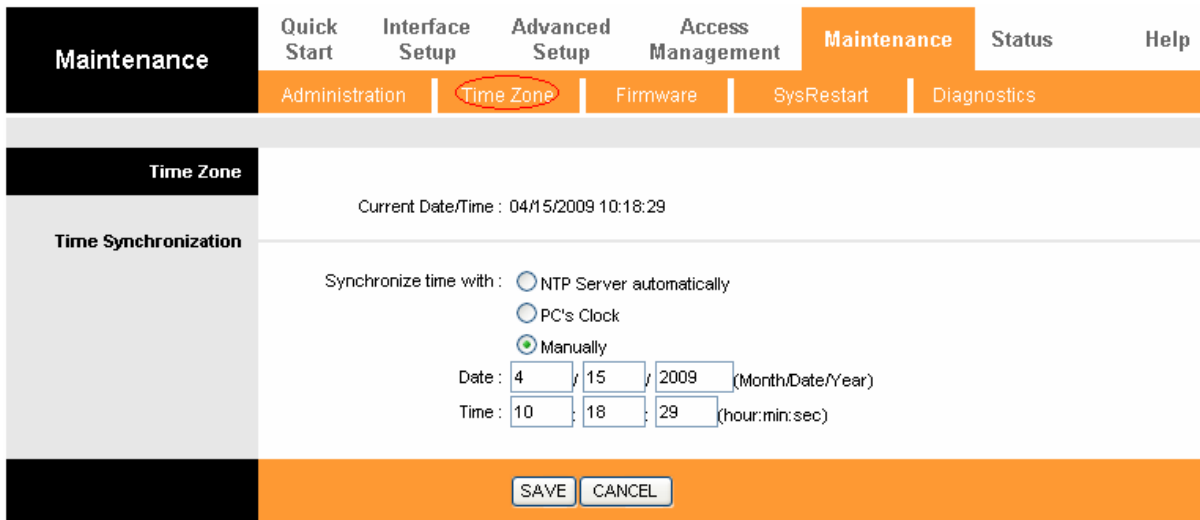 Maintenance
Quick Start
Interface Setup
Advanced Setup
Access Management
Maintenance
Status
Help
Administration
Time Zone
Firmware
SysRestart
Diagnostics
Time Zone
Current Date/Time : 04/15/2009 10:18:29
Time Synchronization
Synchronize time with : NTP Server automatically
PC's Clock
Manually
Date : 4 / 15 / 2009 (Month/Date/Year)
Time : 10 : 18 : 29 (hour:min:sec)
SAVE CANCEL